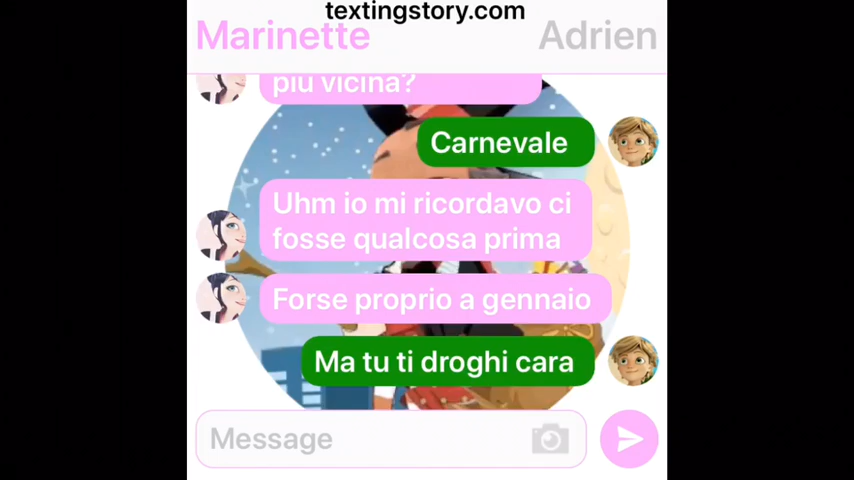 textingstory.com
Marinette
Adrien
più vicina?
Carnevale
Uhm io mi ricordavo ci
fosse qualcosa prima
Forse proprio a gennaio
Ma tu ti droghi cara
Message